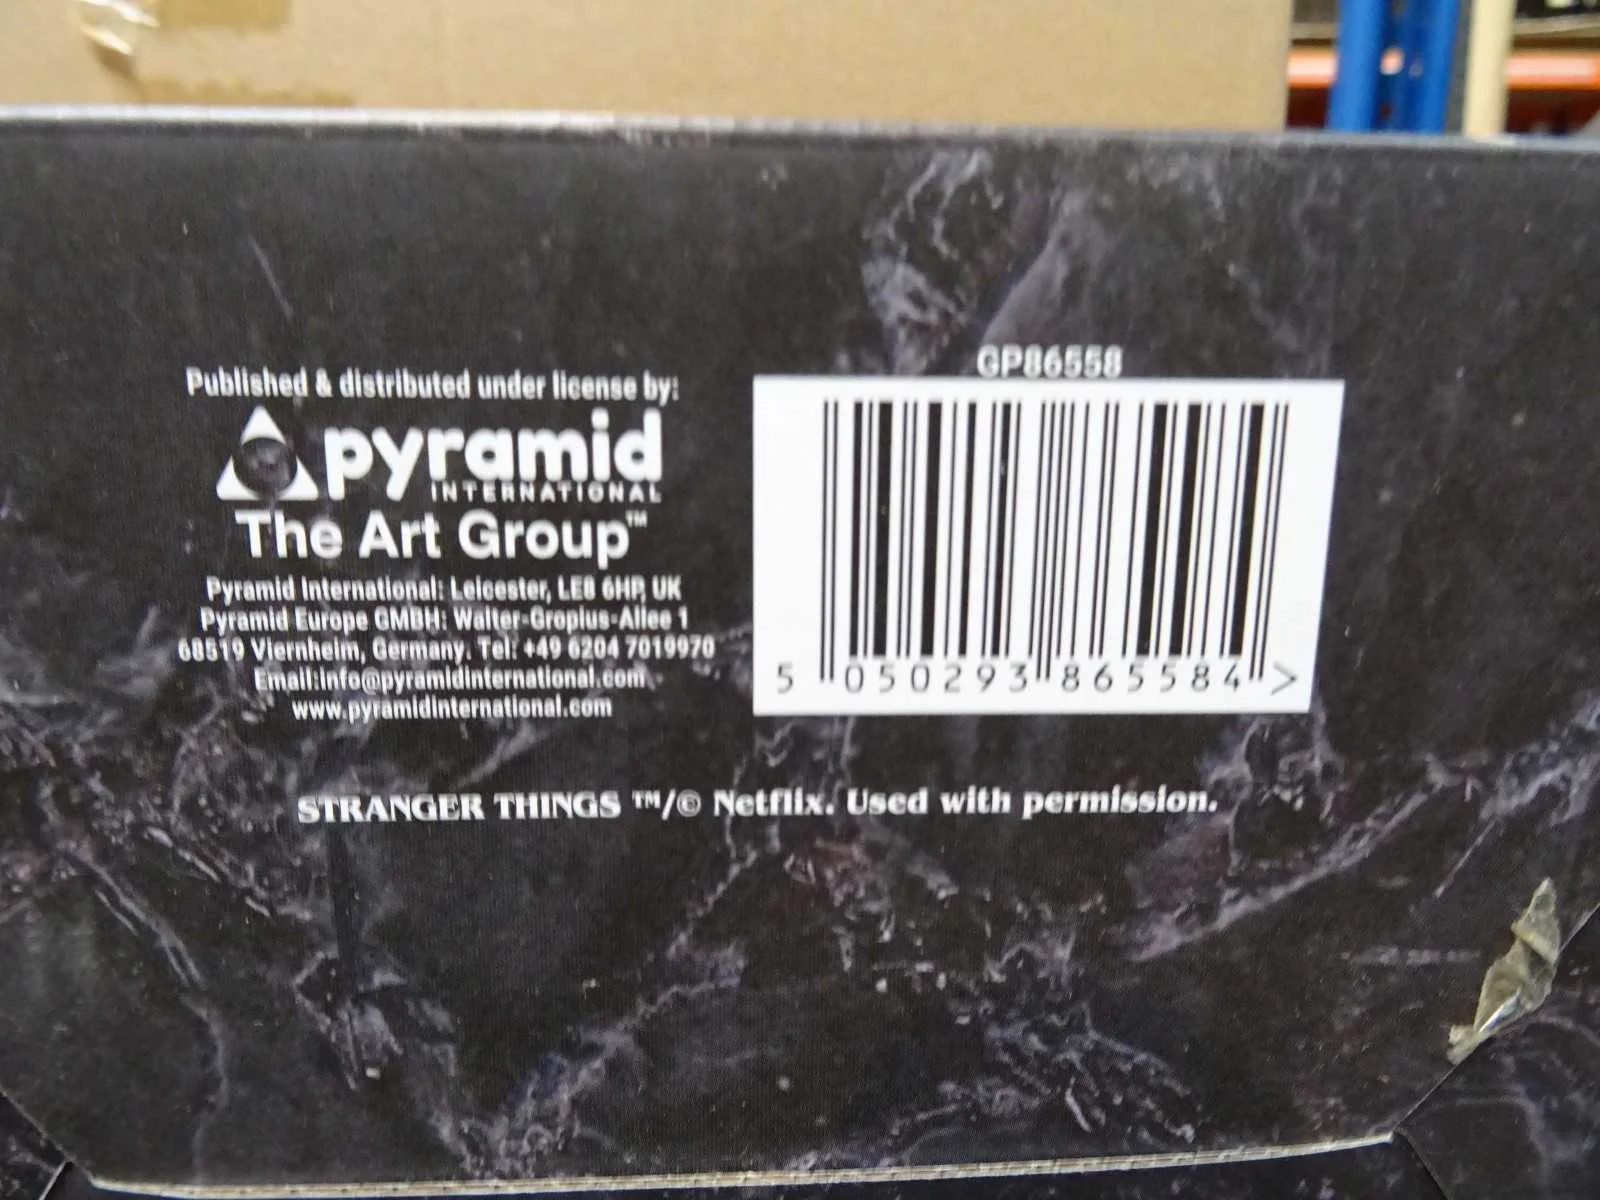 Published & distributed under license by:
pyramid
INTERNATIONAL
The Art Group™
Pyramid International: Leicester, LE8 6HP, UK
Pyramid Europe GMBH: Walter-Gropius-Allee 1
68519 Viernheim, Germany. Tel: +49 6204 7019970
Email:info@pyramidinternational.com
www.pyramidinternational.com
GP86558
5 050293 865584 >
STRANGER THINGS ™/© Netflix. Used with permission.